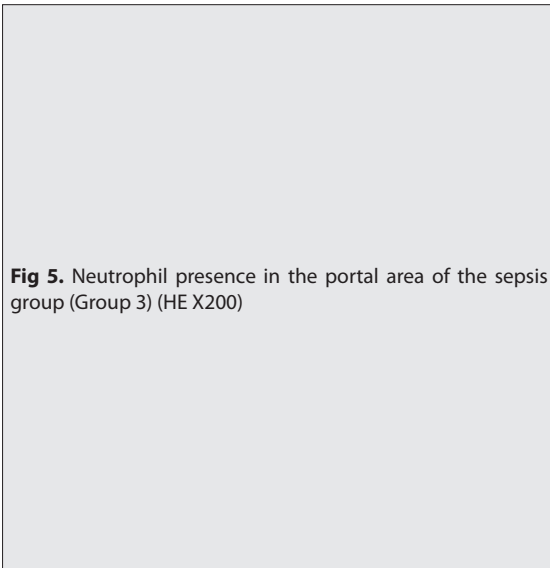 Fig 5. Neutrophil presence in the portal area of the sepsis
group (Group 3) (HE X200)